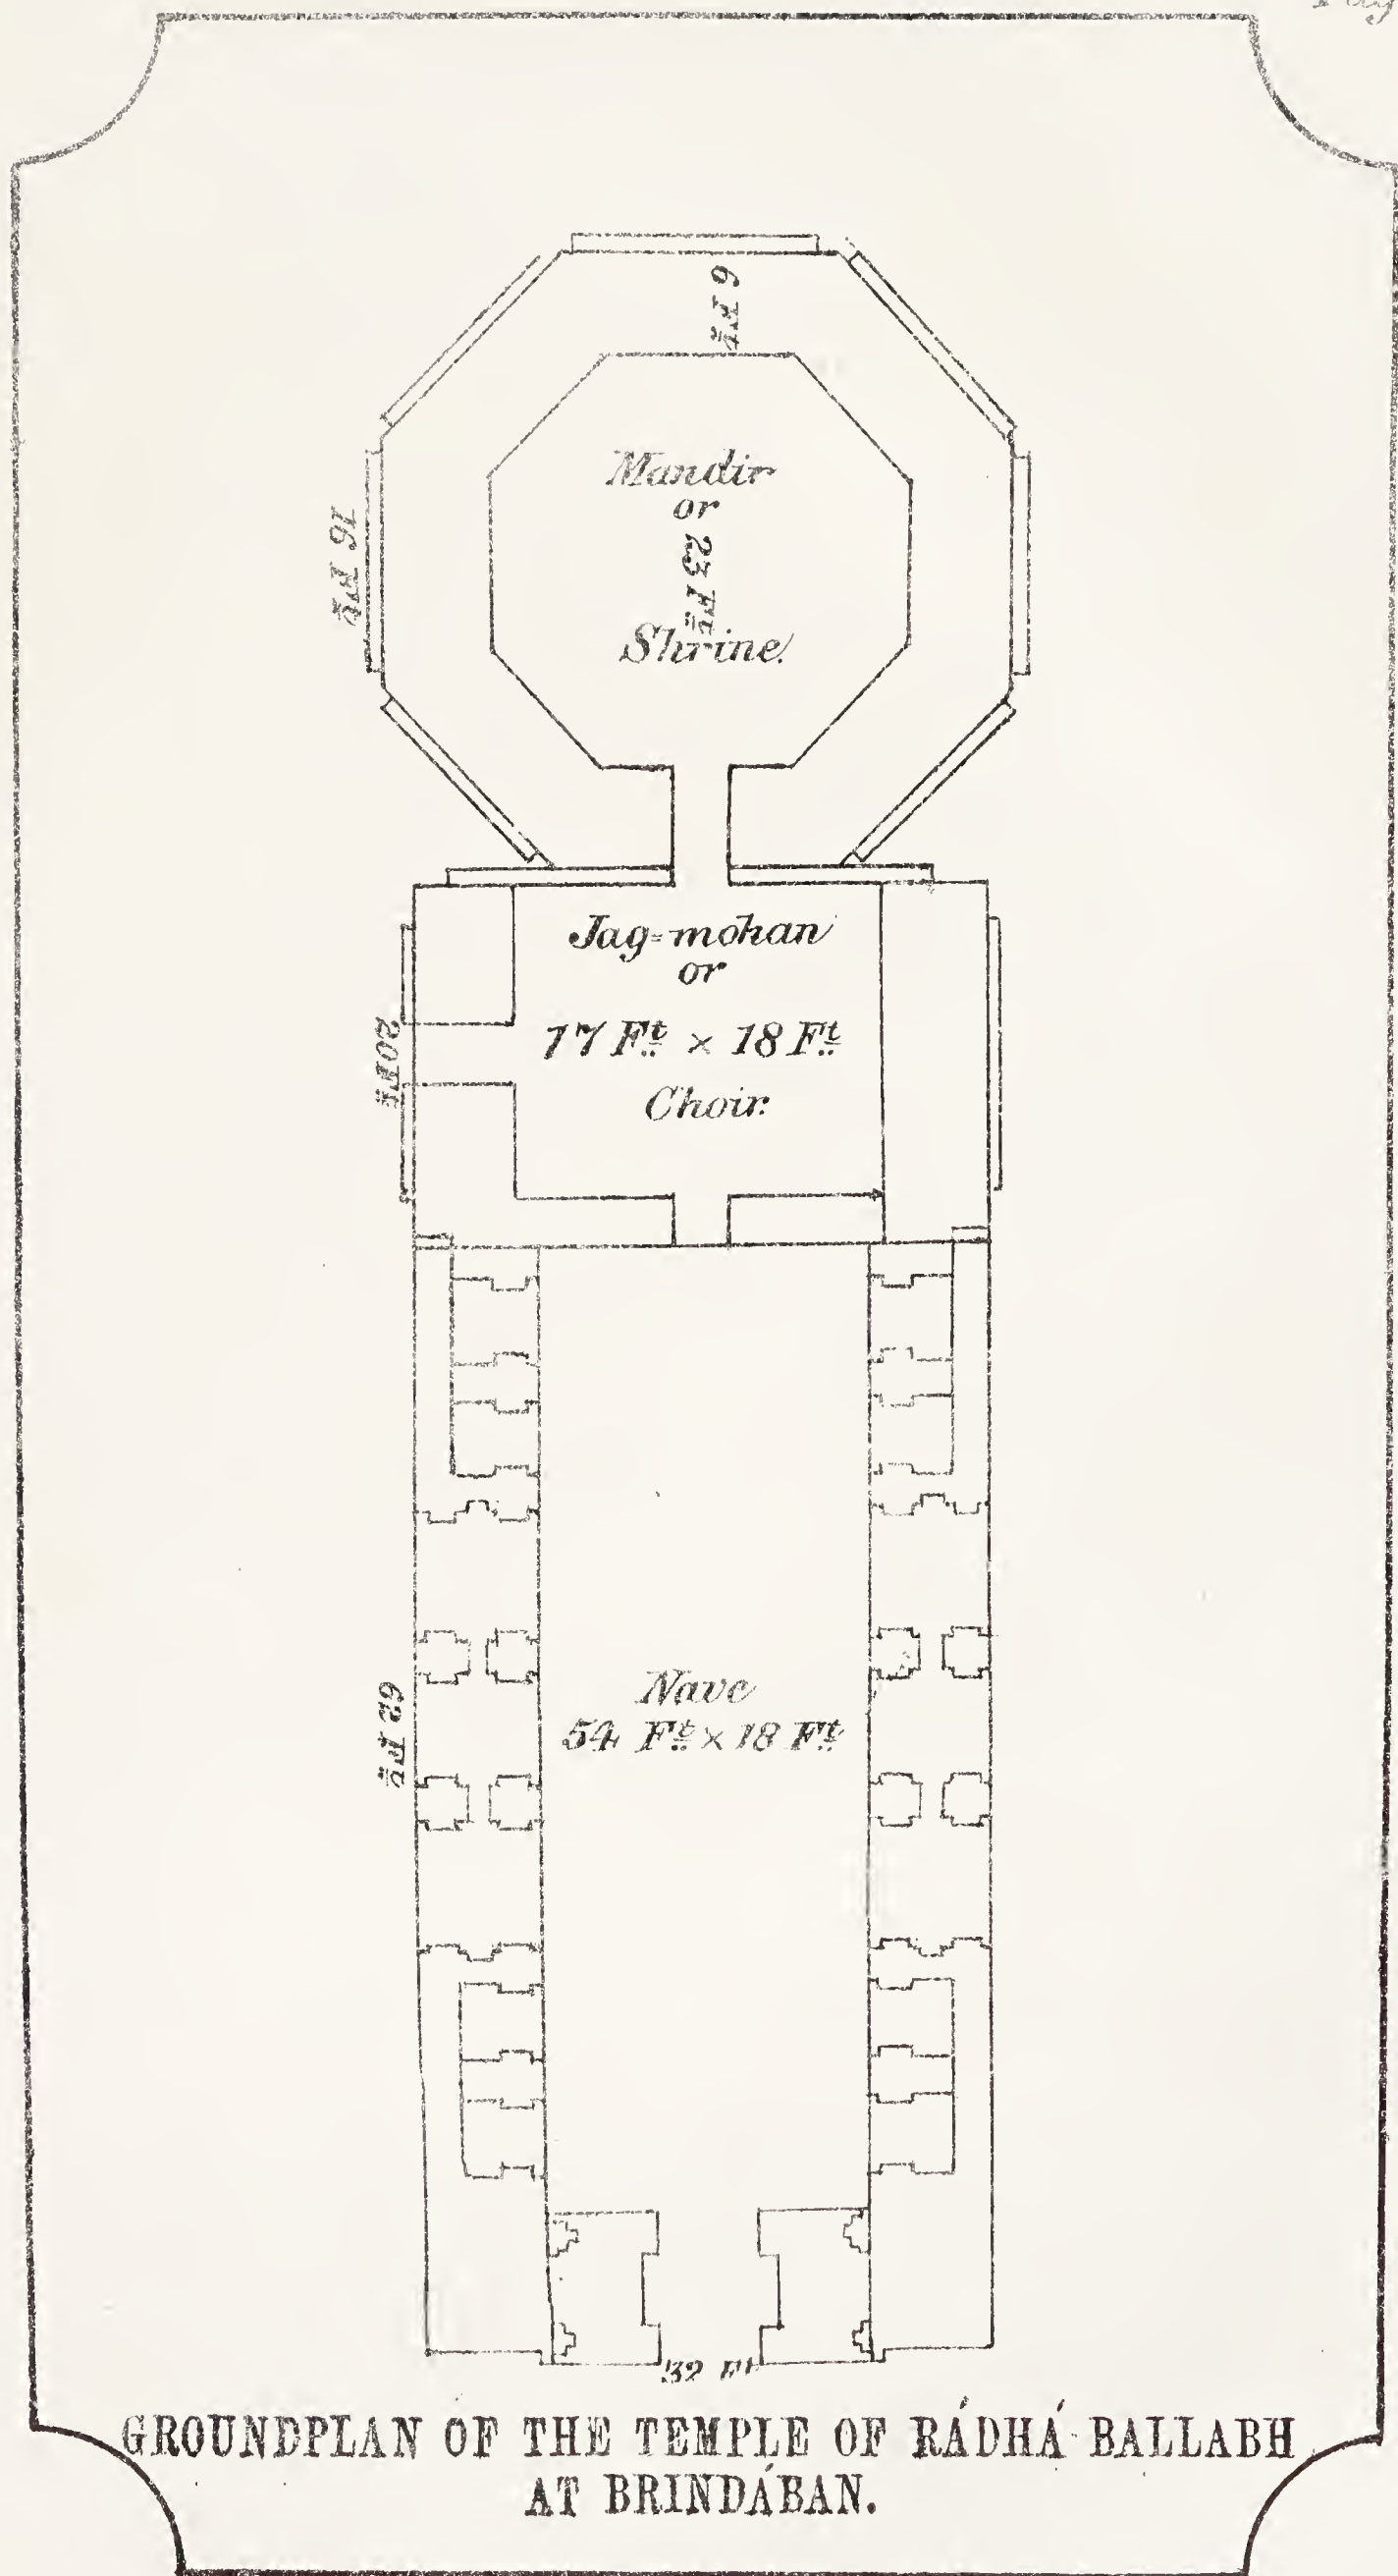 6 Ft
Mandir
or
23 Ft
Shrine.
16 Ft
Jag=mohan
or
17 Ft × 18 Ft
Choir.
20 Ft
Nave
54 Ft × 18 Ft
62 Ft
32 Ft
GROUNDPLAN OF THE TEMPLE OF RÁDHÁ BALLABH
AT BRINDÁBAN.